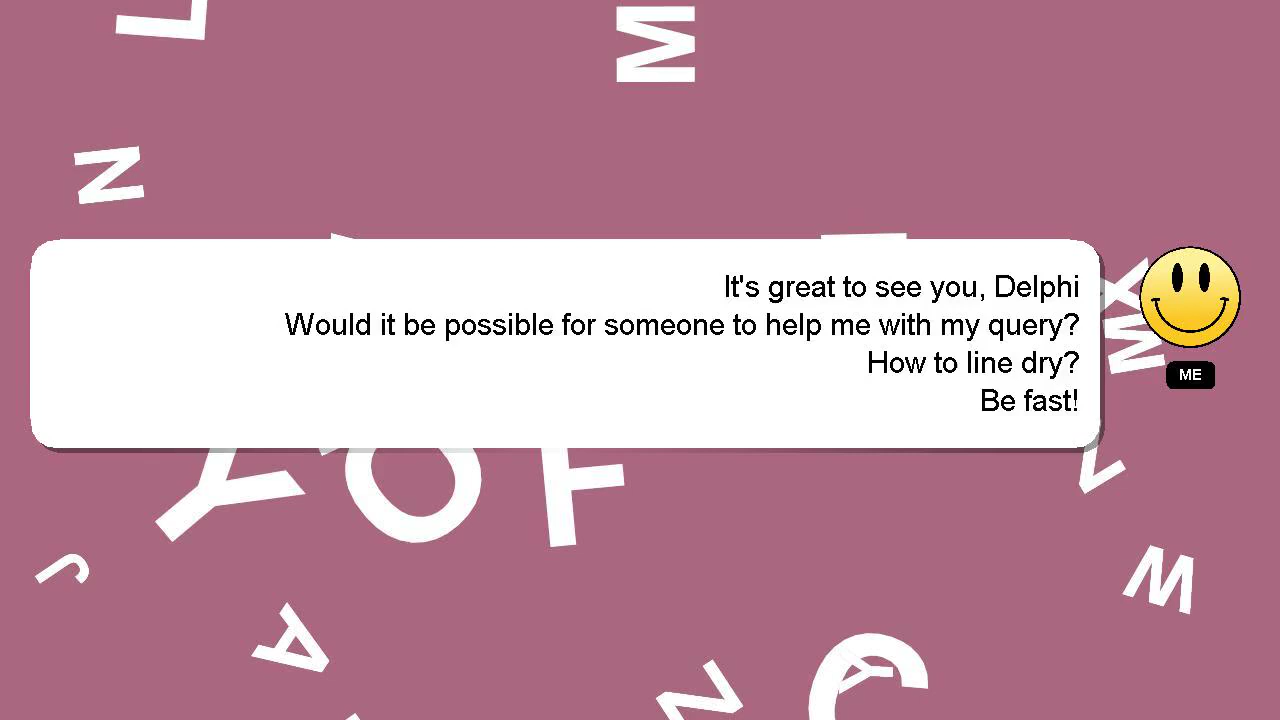 It's great to see you, Delphi
Would it be possible for someone to help me with my query?
How to line dry?
Be fast!
ME
L
M
N
X
M
Y
O
F
V
J
W
A
N
C
A